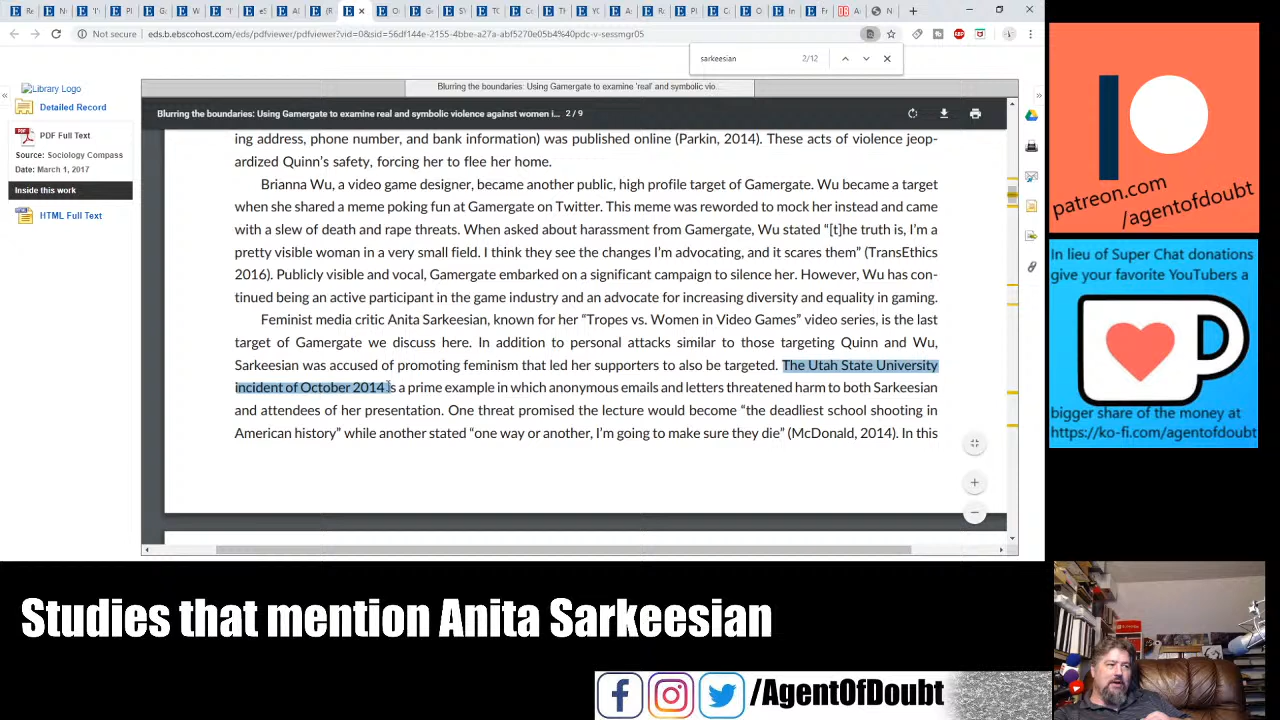 Not secure | eds.b.ebscohost.com/eds/pdfviewer/pdfviewer?vid=0&sid=56df144e-2155-4bbe-a27a-abf5270e05b4%40pdc-v-sessmgr05
sarkeesian 2/12
Library Logo
Detailed Record
PDF Full Text
Source: Sociology Compass
Date: March 1, 2017
Inside this work
HTML Full Text
Blurring the boundaries: Using Gamergate to examine 'real' and symbolic vio...
Blurring the boundaries: Using Gamergate to examine real and symbolic violence against women i... 2 / 9
ing address, phone number, and bank information) was published online (Parkin, 2014). These acts of violence jeop-
ardized Quinn's safety, forcing her to flee her home.
Brianna Wu, a video game designer, became another public, high profile target of Gamergate. Wu became a target
when she shared a meme poking fun at Gamergate on Twitter. This meme was reworded to mock her instead and came
with a slew of death and rape threats. When asked about harassment from Gamergate, Wu stated “[t]he truth is, I'm a
pretty visible woman in a very small field. I think they see the changes I'm advocating, and it scares them” (TransEthics
2016). Publicly visible and vocal, Gamergate embarked on a significant campaign to silence her. However, Wu has con-
tinued being an active participant in the game industry and an advocate for increasing diversity and equality in gaming.
Feminist media critic Anita Sarkeesian, known for her “Tropes vs. Women in Video Games” video series, is the last
target of Gamergate we discuss here. In addition to personal attacks similar to those targeting Quinn and Wu,
Sarkeesian was accused of promoting feminism that led her supporters to also be targeted. The Utah State University
incident of October 2014 is a prime example in which anonymous emails and letters threatened harm to both Sarkeesian
and attendees of her presentation. One threat promised the lecture would become “the deadliest school shooting in
American history” while another stated “one way or another, I'm going to make sure they die” (McDonald, 2014). In this
patreon.com
/agentofdoubt
In lieu of Super Chat donations
give your favorite YouTubers a
bigger share of the money at
https://ko-fi.com/agentofdoubt
Studies that mention Anita Sarkeesian
/AgentOfDoubt